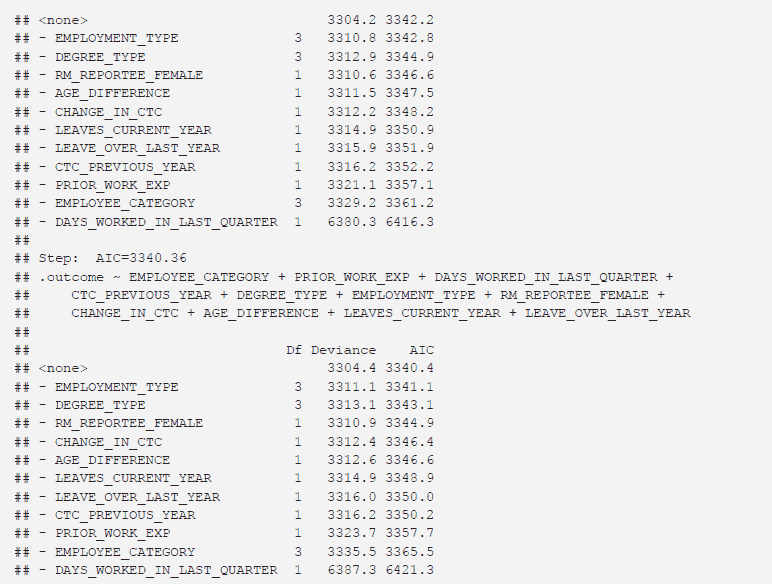 ## <none>                             3304.2 3342.2
## - EMPLOYMENT_TYPE              3   3310.8 3342.8
## - DEGREE_TYPE                  3   3312.9 3344.9
## - RM_REPORTEE_FEMALE           1   3310.6 3346.6
## - AGE_DIFFERENCE               1   3311.5 3347.5
## - CHANGE_IN_CTC                1   3312.2 3348.2
## - LEAVES_CURRENT_YEAR          1   3314.9 3350.9
## - LEAVE_OVER_LAST_YEAR         1   3315.9 3351.9
## - CTC_PREVIOUS_YEAR            1   3316.2 3352.2
## - PRIOR_WORK_EXP               1   3321.1 3357.1
## - EMPLOYEE_CATEGORY            3   3329.2 3361.2
## - DAYS_WORKED_IN_LAST_QUARTER  1   6380.3 6416.3
##
## Step:  AIC=3340.36
## .outcome ~ EMPLOYEE_CATEGORY + PRIOR_WORK_EXP + DAYS_WORKED_IN_LAST_QUARTER +
##     CTC_PREVIOUS_YEAR + DEGREE_TYPE + EMPLOYMENT_TYPE + RM_REPORTEE_FEMALE +
##     CHANGE_IN_CTC + AGE_DIFFERENCE + LEAVES_CURRENT_YEAR + LEAVE_OVER_LAST_YEAR
##
##                               Df Deviance    AIC
## <none>                             3304.4 3340.4
## - EMPLOYMENT_TYPE              3   3311.1 3341.1
## - DEGREE_TYPE                  3   3313.1 3343.1
## - RM_REPORTEE_FEMALE           1   3310.9 3344.9
## - CHANGE_IN_CTC                1   3312.4 3346.4
## - AGE_DIFFERENCE               1   3312.6 3346.6
## - LEAVES_CURRENT_YEAR          1   3314.9 3348.9
## - LEAVE_OVER_LAST_YEAR         1   3316.0 3350.0
## - CTC_PREVIOUS_YEAR            1   3316.2 3350.2
## - PRIOR_WORK_EXP               1   3323.7 3357.7
## - EMPLOYEE_CATEGORY            3   3335.5 3365.5
## - DAYS_WORKED_IN_LAST_QUARTER  1   6387.3 6421.3